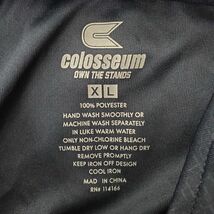 colosseum
OWN THE STANDS
XL
100% POLYESTER
HAND WASH SMOOTHLY OR
MACHINE WASH SEPARATELY
IN LUKE WARM WATER
ONLY NON-CHLORINE BLEACH
TUMBLE DRY LOW OR HANG DRY
REMOVE PROMPTLY
KEEP IRON OFF DESIGN
COOL IRON
MADE IN CHINA
RN# 114166